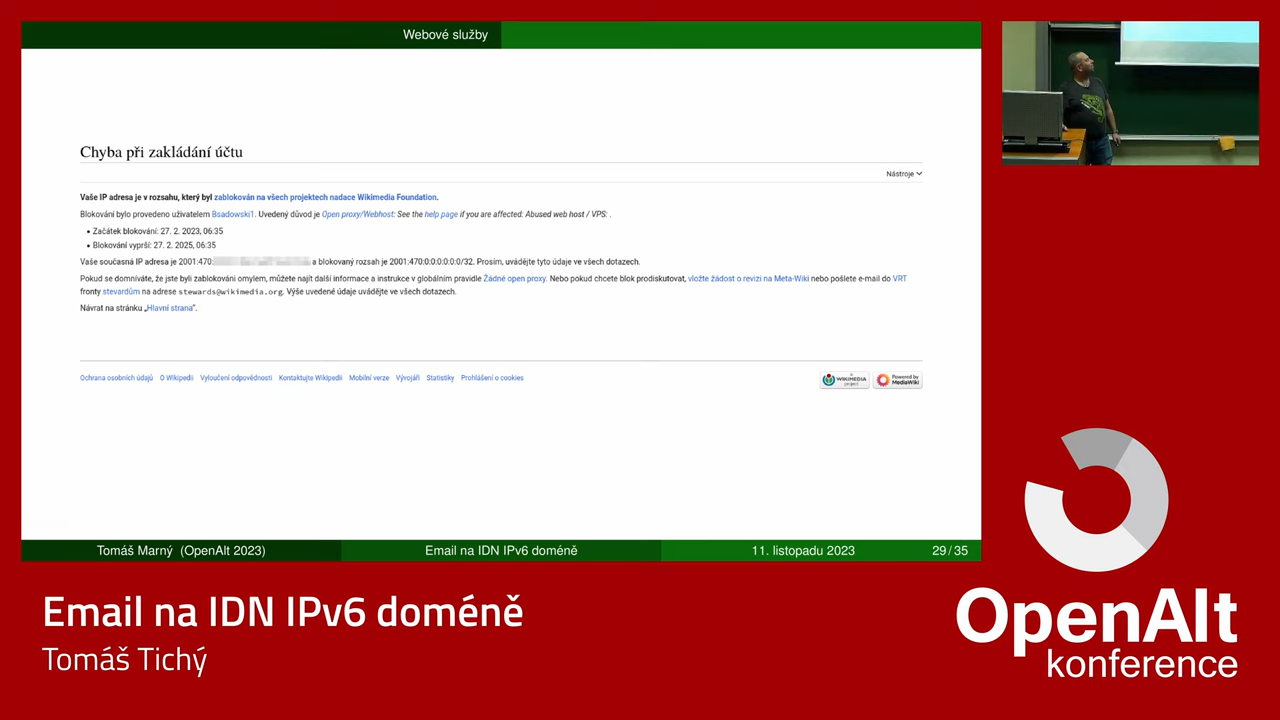 Webové služby
Chyba při zakládání účtu
Nástroje
Vaše IP adresa je v rozsahu, který byl zablokován na všech projektech nadace Wikimedia Foundation.
Blokování bylo provedeno uživatelem Bsadowski1. Uvedený důvod je Open proxy/Webhost: See the help page if you are affected: Abused web host / VPS: .
• Začátek blokování: 27. 2. 2023, 06:35
• Blokování vyprší: 27. 2. 2025, 06:35
Vaše současná IP adresa je 2001:470: a blokovaný rozsah je 2001:470:0:0:0:0:0:0/32. Prosím, uvádějte tyto údaje ve všech dotazech.
Pokud se domníváte, že jste byli zablokováni omylem, můžete najít další informace a instrukce v globálním pravidle Žádné open proxy. Nebo pokud chcete blok prodiskutovat, vložte žádost o revizi na Meta-Wiki nebo pošlete e-mail do VRT
fronty stevardům na adrese stewards@wikimedia.org. Výše uvedené údaje uvádějte ve všech dotazech.
Návrat na stránku „Hlavní strana“.
Ochrana osobních údajů O Wikipedii Vyloučení odpovědnosti Kontaktujte Wikipedii Mobilní verze Vývojáři Statistiky Prohlášení o cookies
A WIKIMEDIA project
Powered by MediaWiki
Tomáš Marný (OpenAlt 2023) Email na IDN IPv6 doméně 11. listopadu 2023 29 / 35
Email na IDN IPv6 doméně
Tomáš Tichý
OpenAlt
konference